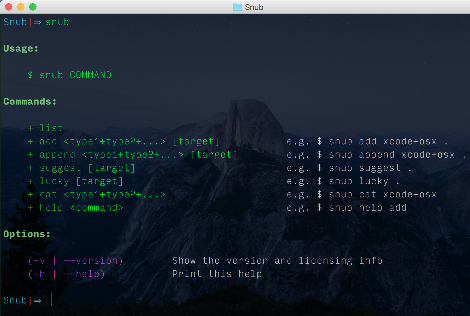 Snub
Snub|⇒ snub
Usage:
$ snub COMMAND
Commands:
+ list
+ add <type1+type2+...> [target] e.g. $ snub add xcode+osx .
+ append <type1+type2+...> [target] e.g. $ snub append xcode+osx .
+ suggest [target] e.g. $ snub suggest .
+ lucky [target] e.g. $ snub lucky .
+ cat <type1+type2+...> e.g. $ snub cat xcode+osx
+ help <command> e.g. $ snub help add
Options:
(-v | --version) Show the version and licensing info
(-h | --help) Print this help
Snub|⇒